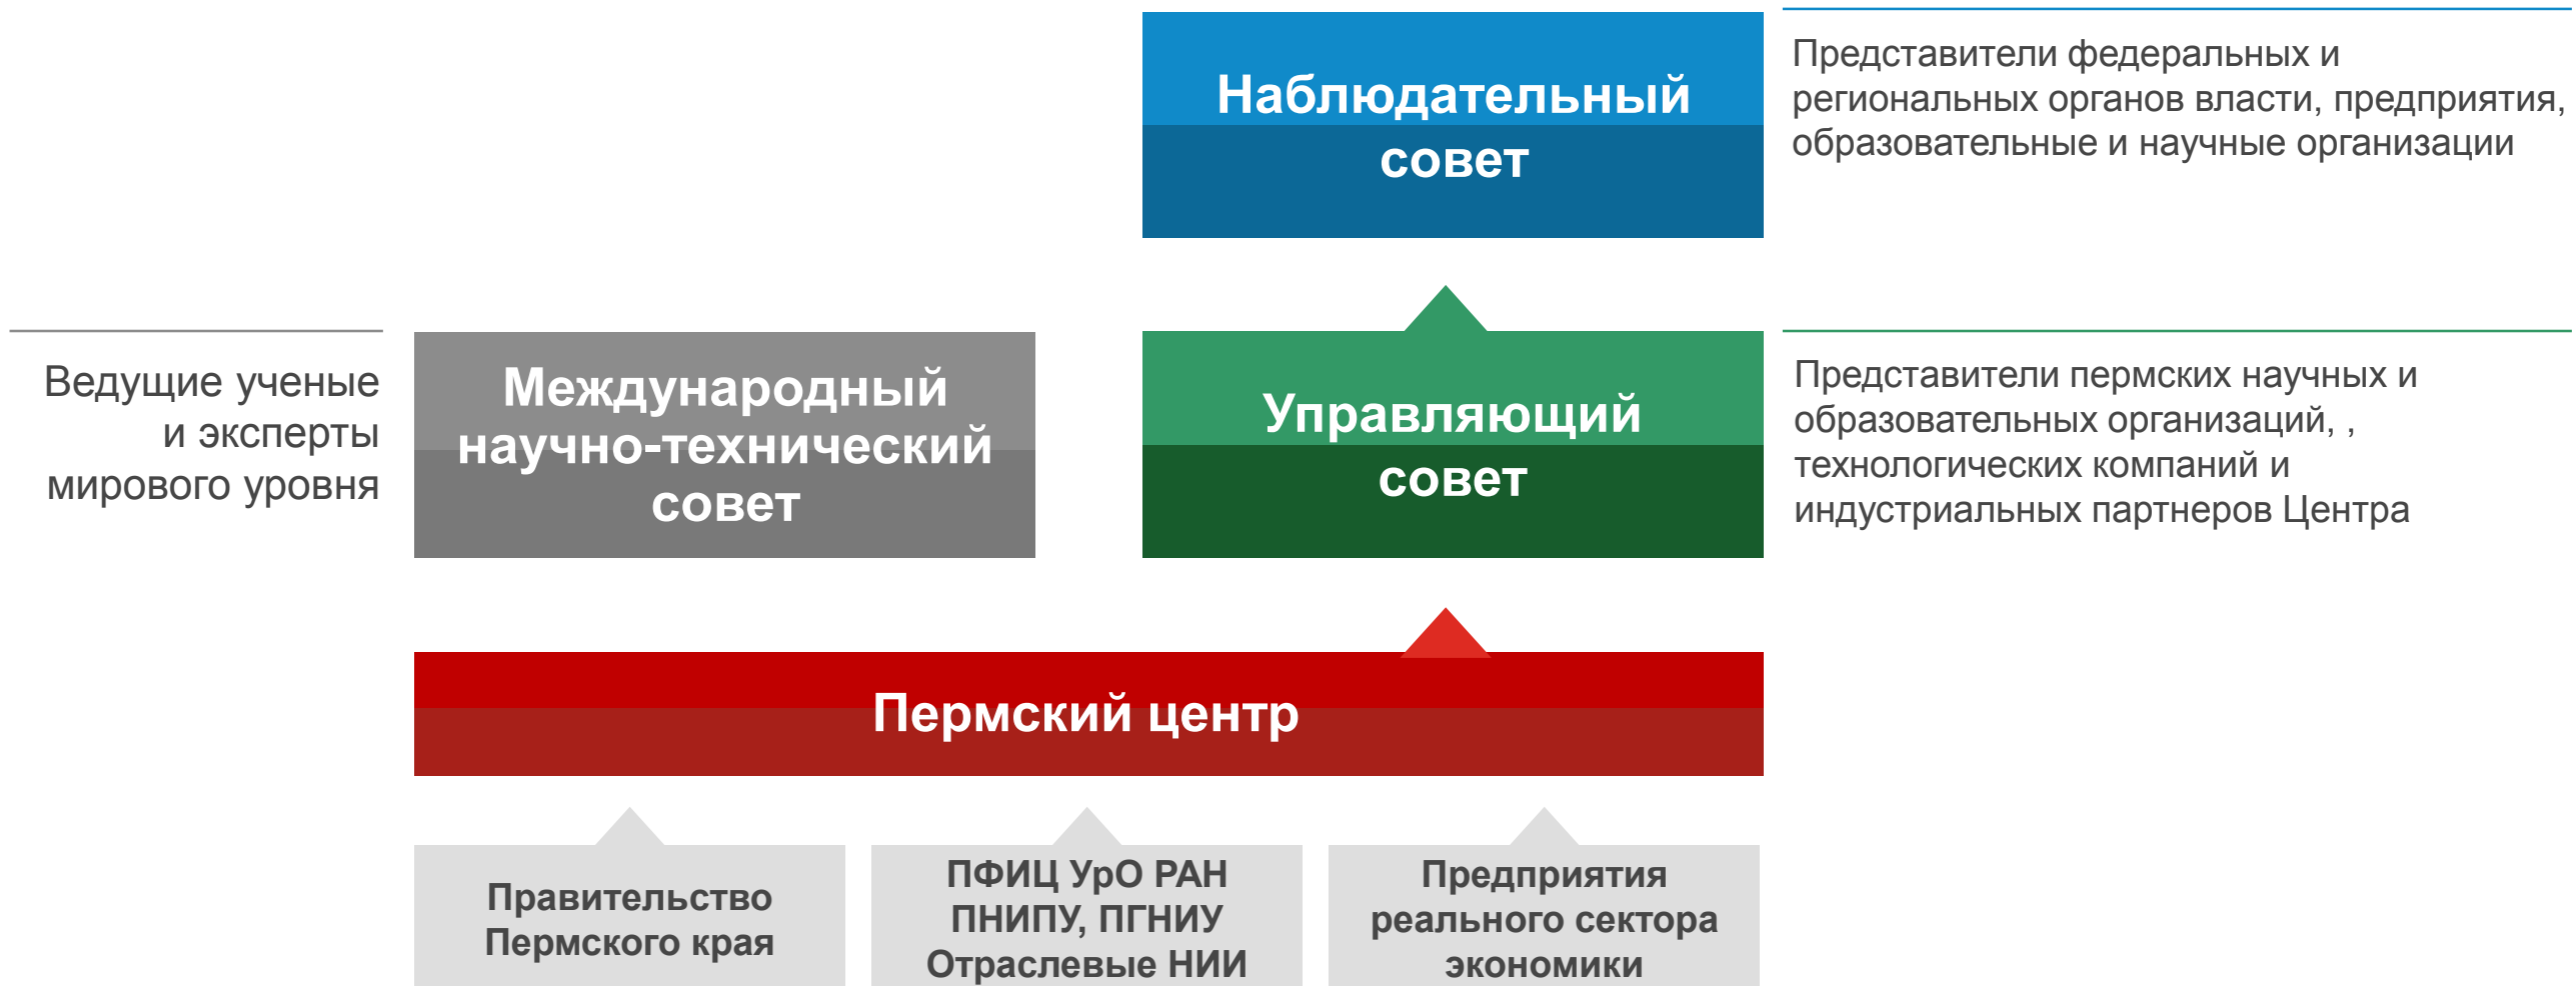 Наблюдательный
совет
Представители федеральных и
региональных органов власти, предприятия,
образовательные и научные организации
Ведущие ученые
и эксперты
мирового уровня
Международный
научно-технический
совет
Управляющий
совет
Представители пермских научных и
образовательных организаций, ,
технологических компаний и
индустриальных партнеров Центра
Пермский центр
Правительство
Пермского края
ПФИЦ УрО РАН
ПНИПУ, ПГНИУ
Отраслевые НИИ
Предприятия
реального сектора
экономики